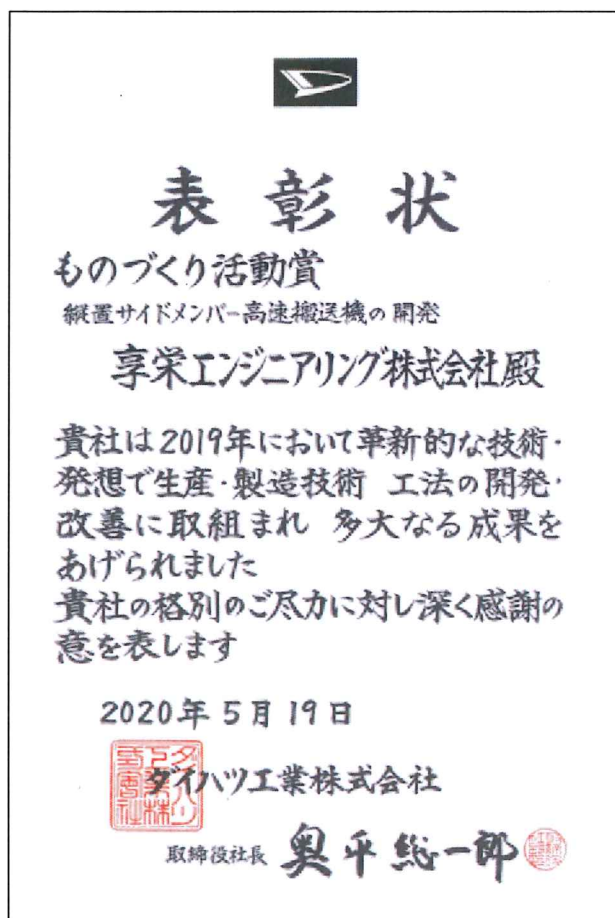 表彰状
ものづくり活動賞
縦置サイドメンバー高速搬送機の開発
享栄エンジニアリング株式会社殿
貴社は2019年において革新的な技術・
発想で生産・製造技術 工法の開発・
改善に取組まれ 多大なる成果を
あげられました
貴社の格別のご尽力に対し深く感謝の
意を表します
2020年5月19日
ダイハツ工業株式会社
取締役社長 奥平総一郎